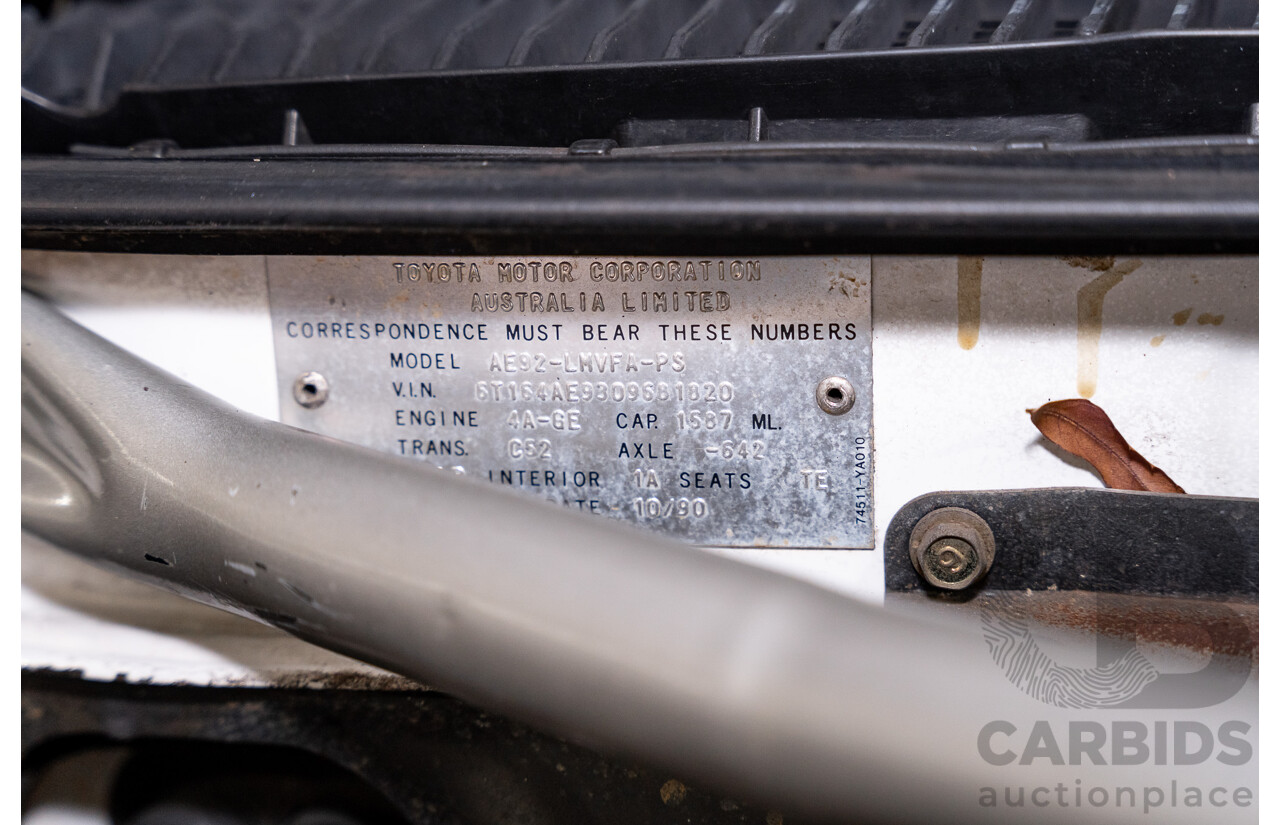 TOYOTA MOTOR CORPORATION
AUSTRALIA LIMITED
CORRESPONDENCE MUST BEAR THESE NUMBERS
MODEL AE92-LMVFA-PS
V.I.N. 6T164AE9309681820
ENGINE 4A-GE CAP. 1587 ML.
TRANS. C52 AXLE -642
INTERIOR 1A SEATS TE
10/90
74511-YA010
CARBIDS
auctionplace